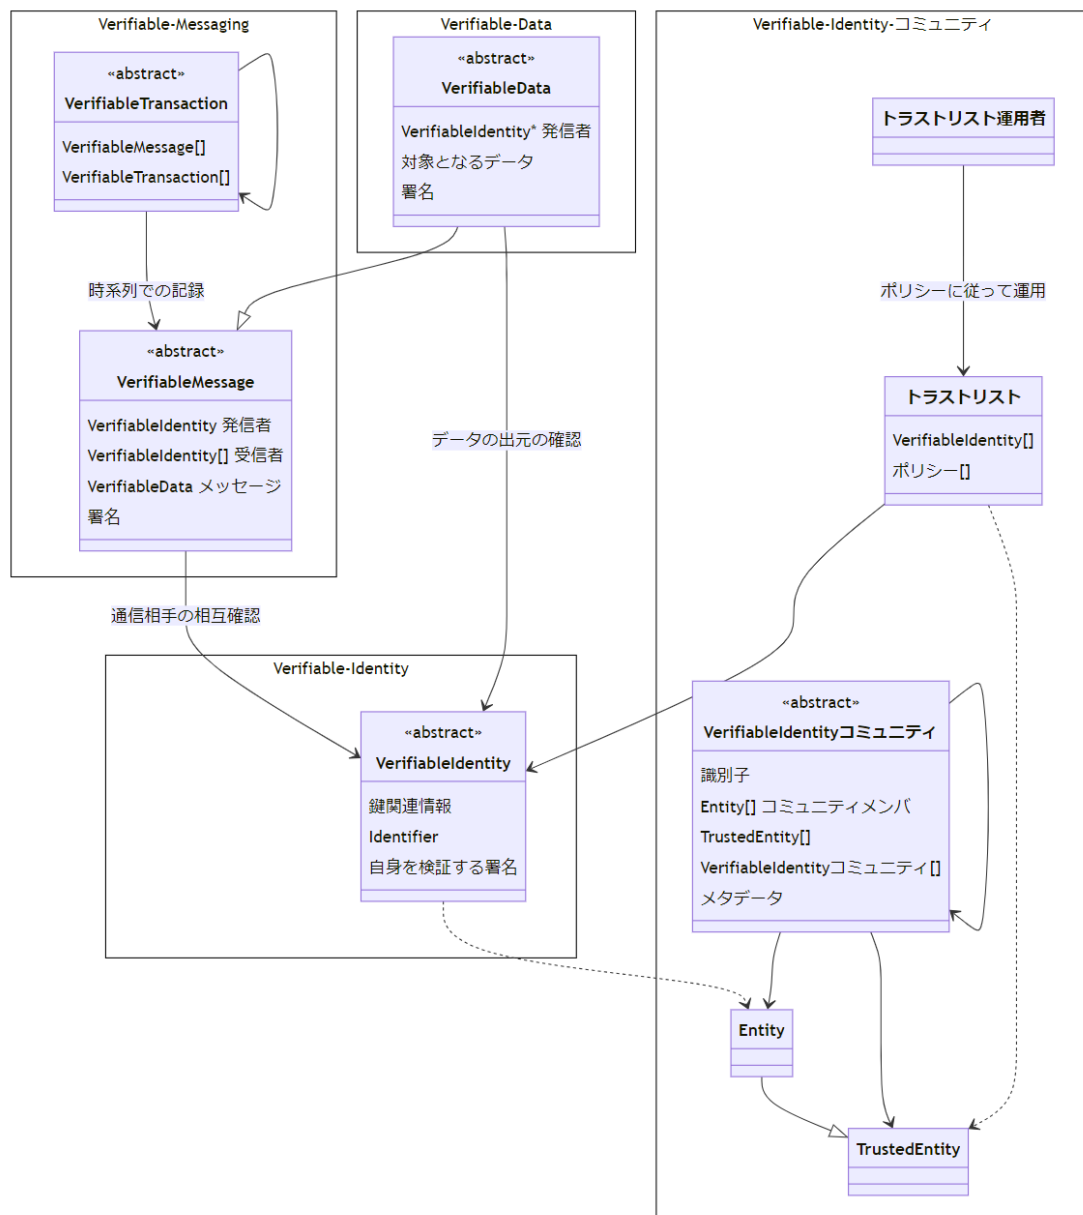 Verifiable-Messaging
«abstract»
VerifiableTransaction
VerifiableMessage[]
VerifiableTransaction[]
時系列での記録
«abstract»
VerifiableMessage
VerifiableIdentity 発信者
VerifiableIdentity[] 受信者
VerifiableData メッセージ
署名
通信相手の相互確認
Verifiable-Data
«abstract»
VerifiableData
VerifiableIdentity* 発信者
対象となるデータ
署名
データの出元の確認
Verifiable-Identity
«abstract»
VerifiableIdentity
鍵関連情報
Identifier
自身を検証する署名
Verifiable-Identity-コミュニティ
トラストリスト運用者
ポリシーに従って運用
トラストリスト
VerifiableIdentity[]
ポリシー[]
«abstract»
VerifiableIdentityコミュニティ
識別子
Entity[] コミュニティメンバ
TrustedEntity[]
VerifiableIdentityコミュニティ[]
メタデータ
Entity
TrustedEntity